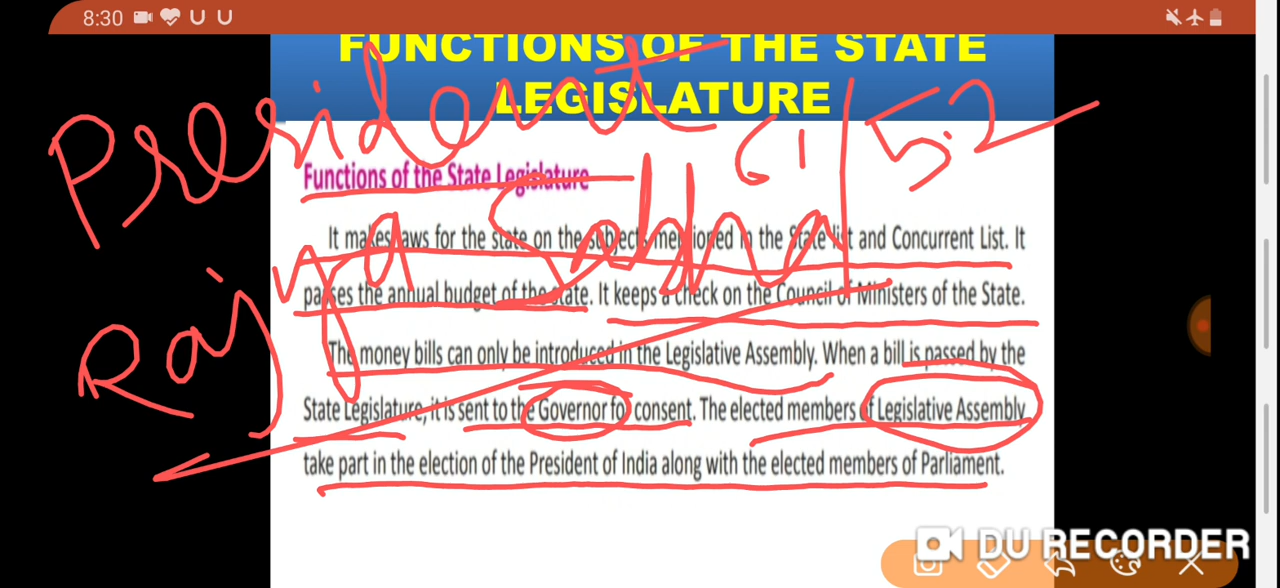 8:30
FUNCTIONS OF THE STATE
LEGISLATURE
President
Functions of the State Legislature
It makes laws for the state on the subjects mentioned in the State list and Concurrent List. It
passes the annual budget of the state. It keeps a check on the Council of Ministers of the State.
The money bills can only be introduced in the Legislative Assembly. When a bill is passed by the
State Legislature, it is sent to the Governor for consent. The elected members of Legislative Assembly
take part in the election of the President of India along with the elected members of Parliament.
DU RECORDER